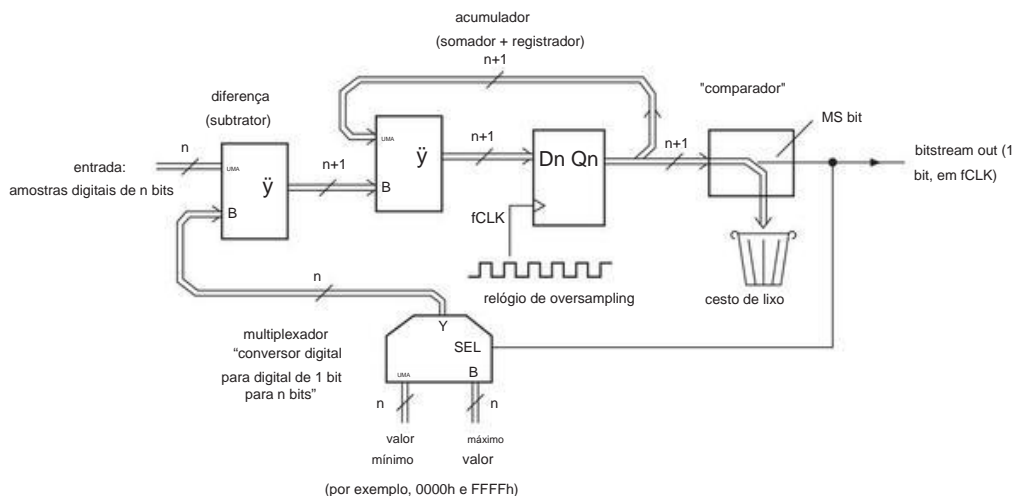 acumulador
(somador + registrador)
n+1
"comparador"
diferença
(subtrator)
MS bit
n
UMA
n+1
entrada:
amostras digitais de n bits
UMA
ÿ
n+1
ÿ
B
Dn Qn
n+1
bitstream out (1
bit, em fCLK)
B
fCLK
n
relógio de oversampling
cesto de lixo
multiplexador
“conversor digital
para digital de 1 bit
para n bits”
Y
SEL
UMA
B
n
n
valor
mínimo
máximo
valor
(por exemplo, 0000h e FFFFh)